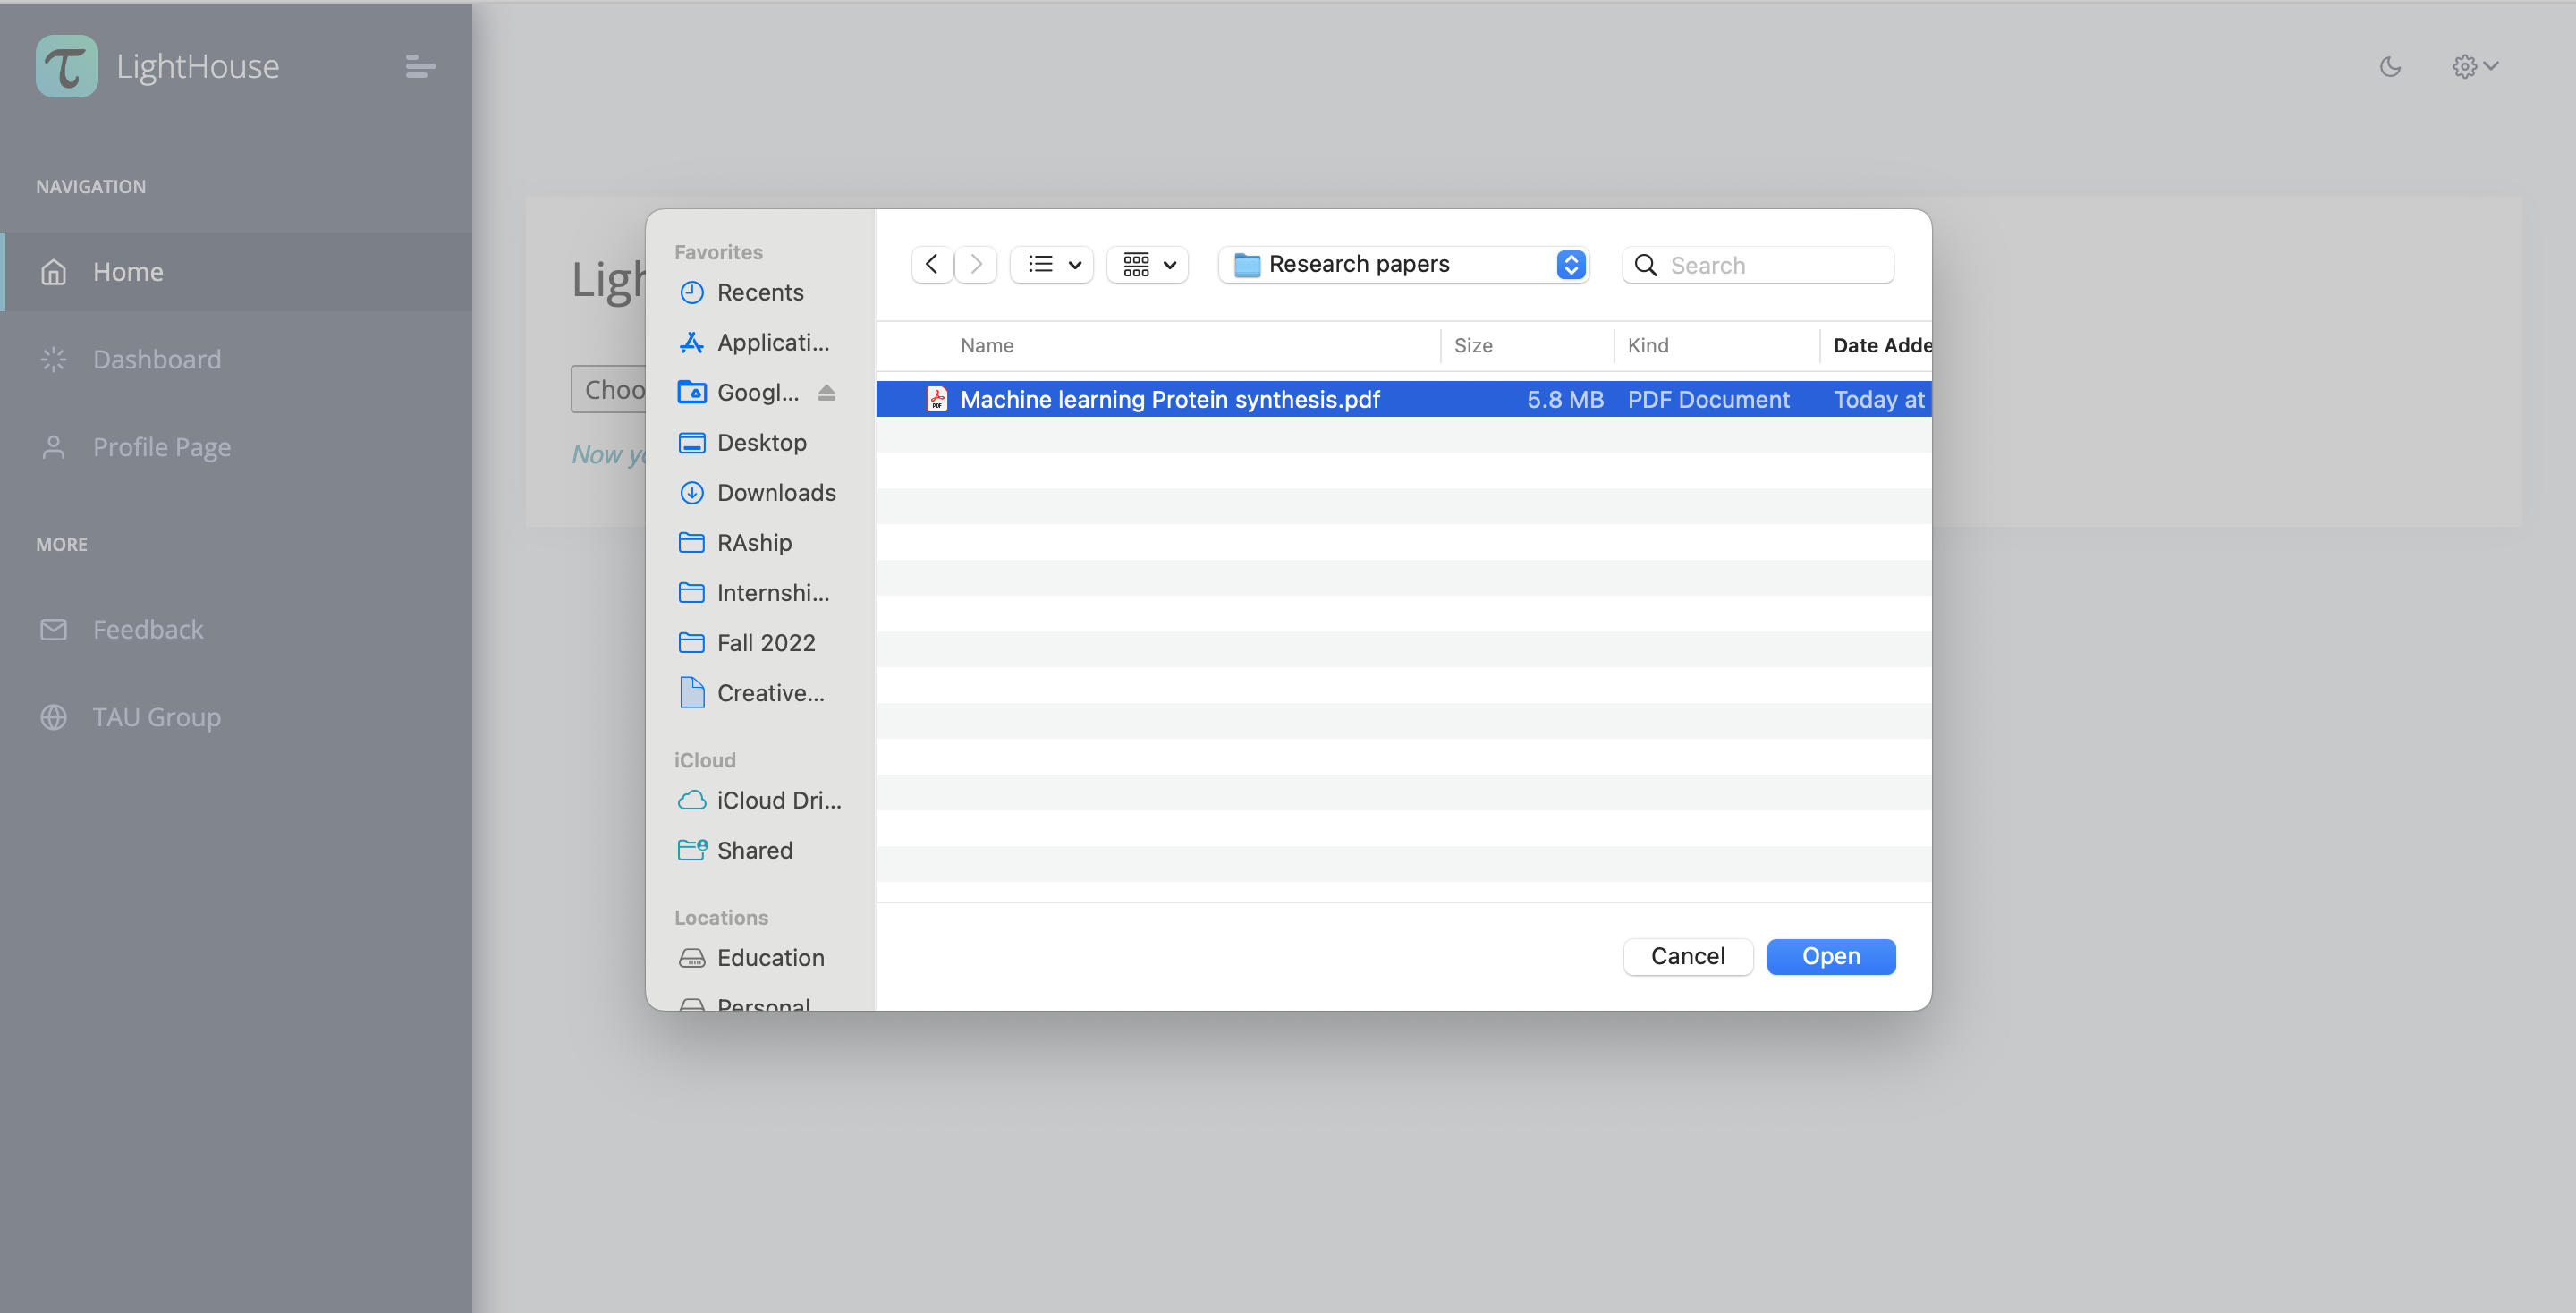 LightHouse
NAVIGATION
Home
Dashboard
Profile Page
MORE
Feedback
TAU Group
Favorites
Recents
Applicati...
Googl...
Desktop
Downloads
RAship
Internshi...
Fall 2022
Creative...
iCloud
iCloud Dri...
Shared
Locations
Education
Personal
Research papers
Search
Name Size Kind Date Adde
Machine learning Protein synthesis.pdf 5.8 MB PDF Document Today at
Cancel Open
Ligh
Choo
Now yo